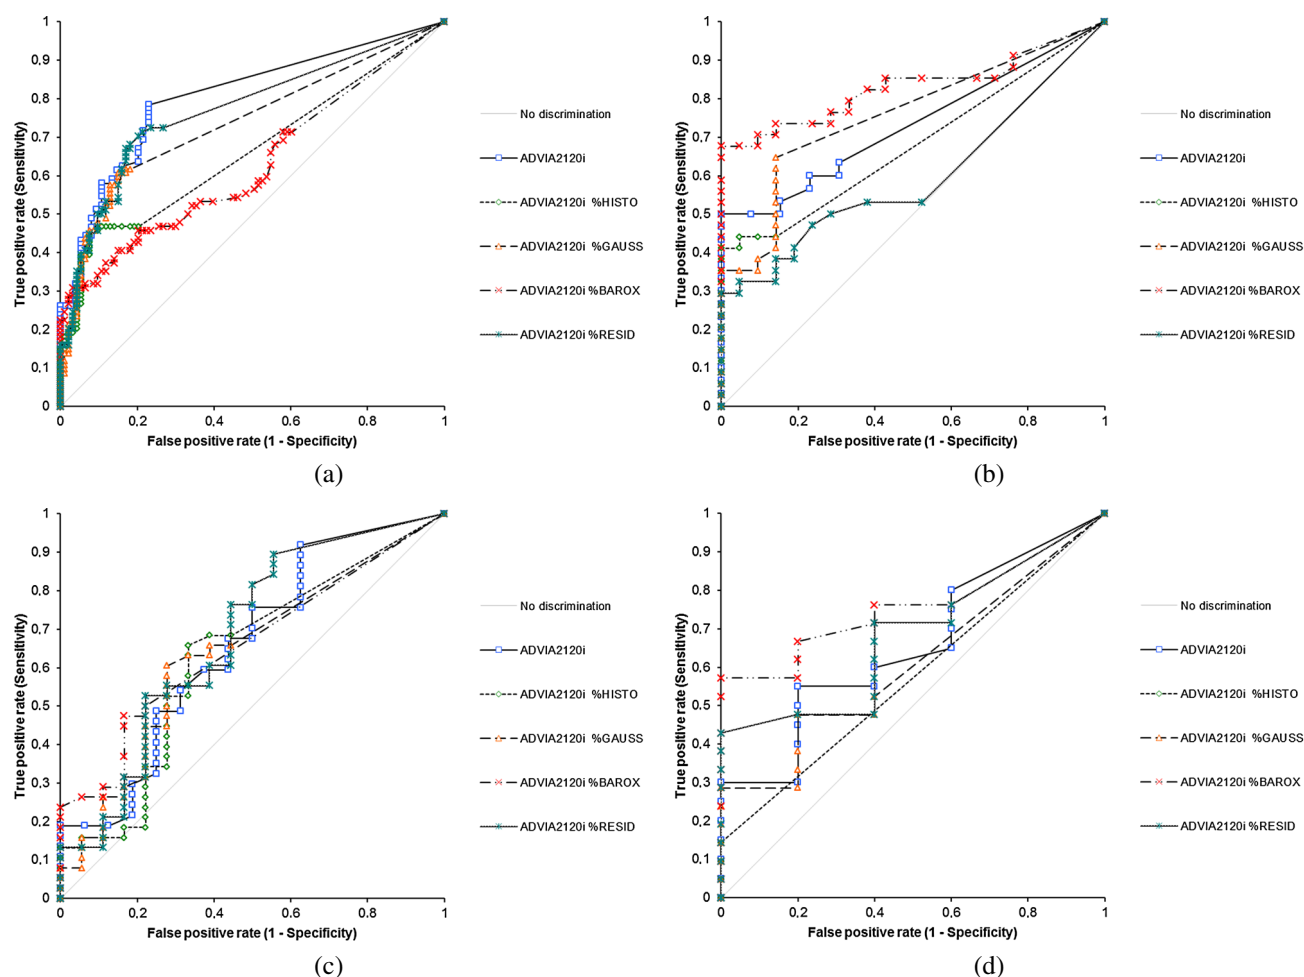 1
0,9
0,8
0,7
0,6
0,5
0,4
0,3
0,2
0,1
0
True positive rate (Sensitivity)
0 0,2 0,4 0,6 0,8 1
False positive rate (1 - Specificity)
No discrimination
ADVIA2120i
ADVIA2120i %HISTO
ADVIA2120i %GAUSS
ADVIA2120i %BAROX
ADVIA2120i %RESID
(a)
1
0,9
0,8
0,7
0,6
0,5
0,4
0,3
0,2
0,1
0
True positive rate (Sensitivity)
0 0,2 0,4 0,6 0,8 1
False positive rate (1 - Specificity)
No discrimination
ADVIA2120i
ADVIA2120i %HISTO
ADVIA2120i %GAUSS
ADVIA2120i %BAROX
ADVIA2120i %RESID
(b)
1
0,9
0,8
0,7
0,6
0,5
0,4
0,3
0,2
0,1
0
True positive rate (Sensitivity)
0 0,2 0,4 0,6 0,8 1
False positive rate (1 - Specificity)
No discrimination
ADVIA2120i
ADVIA2120i %HISTO
ADVIA2120i %GAUSS
ADVIA2120i %BAROX
ADVIA2120i %RESID
(c)
1
0,9
0,8
0,7
0,6
0,5
0,4
0,3
0,2
0,1
0
True positive rate (Sensitivity)
0 0,2 0,4 0,6 0,8 1
False positive rate (1 - Specificity)
No discrimination
ADVIA2120i
ADVIA2120i %HISTO
ADVIA2120i %GAUSS
ADVIA2120i %BAROX
ADVIA2120i %RESID
(d)